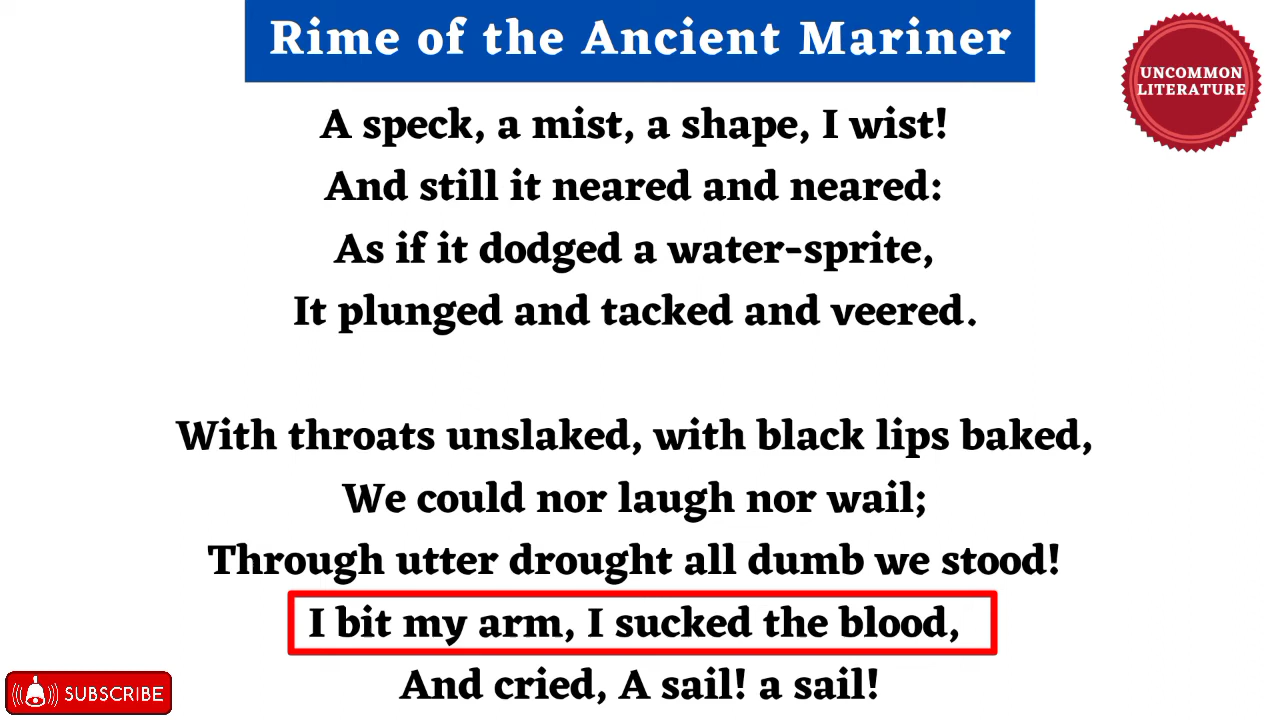 Rime of the Ancient Mariner
UNCOMMON
LITERATURE
A speck, a mist, a shape, I wist!
And still it neared and neared:
As if it dodged a water-sprite,
It plunged and tacked and veered.
With throats unslaked, with black lips baked,
We could nor laugh nor wail;
Through utter drought all dumb we stood!
I bit my arm, I sucked the blood,
And cried, A sail! a sail!
SUBSCRIBE